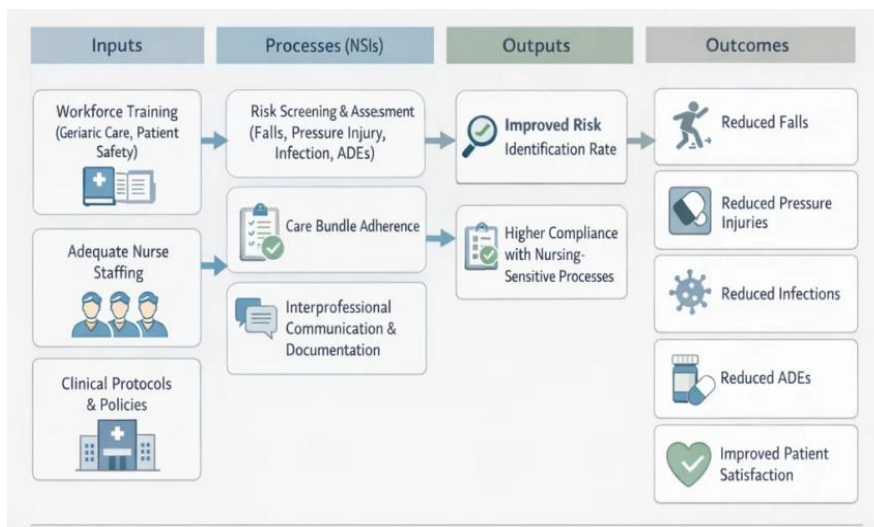 Inputs
Workforce Training
(Geriaric Care, Patient
Safety)
Adequate Nurse
Staffing
Clinical Protocols
& Policies
Processes (NSIs)
Risk Screening & Assesment
(Falls, Pressure Injury,
Infection, ADEs)
Care Bundle Adherence
Interprofessional
Communication &
Documentation
Outputs
Improved Risk
Identification Rate
Higher Compliance
with Nursing-
Sensitive Processes
Outcomes
Reduced Falls
Reduced Pressure
Injuries
Reduced Infections
Reduced ADEs
Improved Patient
Satisfaction